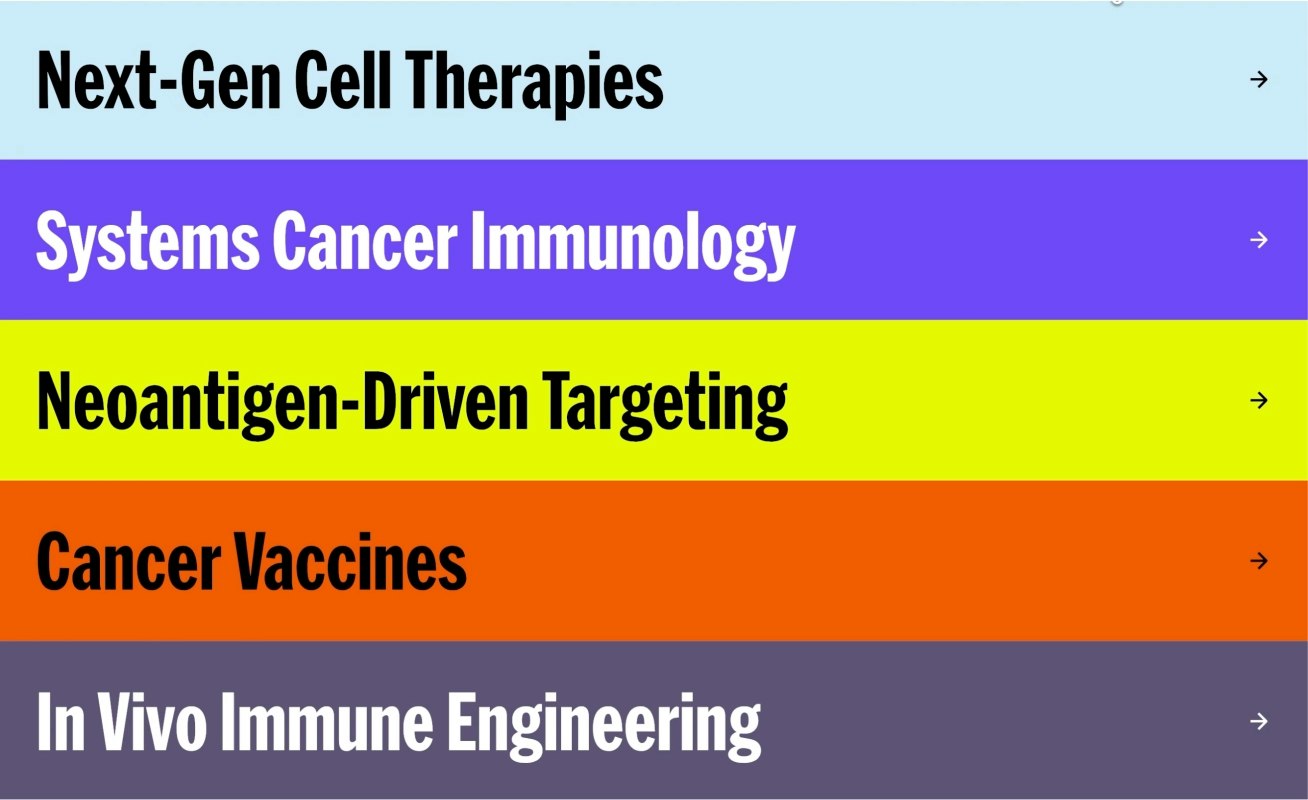 Next-Gen Cell Therapies →
Systems Cancer Immunology →
Neoantigen-Driven Targeting →
Cancer Vaccines →
In Vivo Immune Engineering →